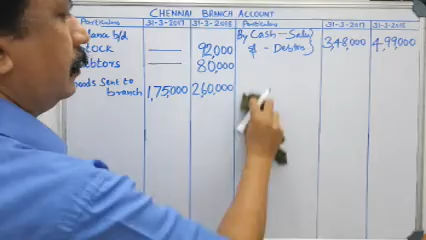 CHENNAI BRANCH ACCOUNT
Particulars 31-3-2017 31-3-2018 Particulars 31-3-2017 31-3-2018
b/d By Cash - Sales
Stock — 92,000 & - Debtors } 3,48,000 4,99,000
Debtors — 80,000
Goods Sent to
branch 1,75,000 2,60,000